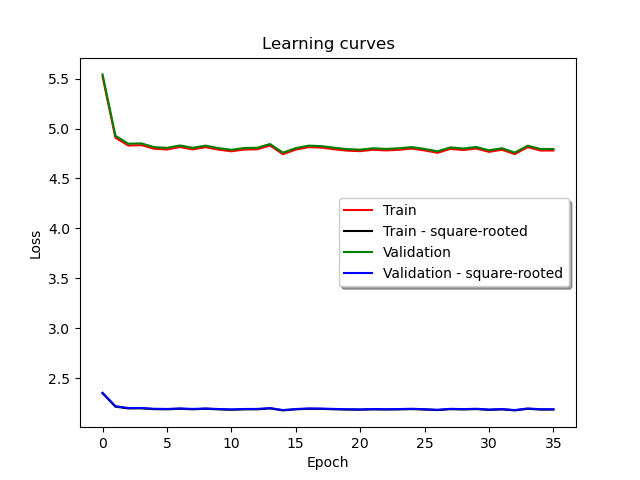 Learning curves
5.5
5.0
4.5
4.0
3.5
3.0
2.5
Loss
Train
Train - square-rooted
Validation
Validation - square-rooted
0 5 10 15 20 25 30 35
Epoch